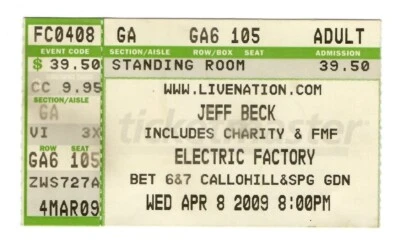 FC0408 GA GA6 105 ADULT
EVENT CODE SECTION/AISLE ROW/BOX SEAT ADMISSION
$ 39.50 STANDING ROOM 39.50
CC 9.95 WWW.LIVENATION.COM
SECTION/AISLE
GA JEFF BECK
VI 3X INCLUDES CHARITY & FMF
ROW SEAT
GA6 105 ELECTRIC FACTORY
ZWS727A BET 6&7 CALLOHILL&SPG GDN
4MAR09 WED APR 8 2009 8:00PM
ticketmaster